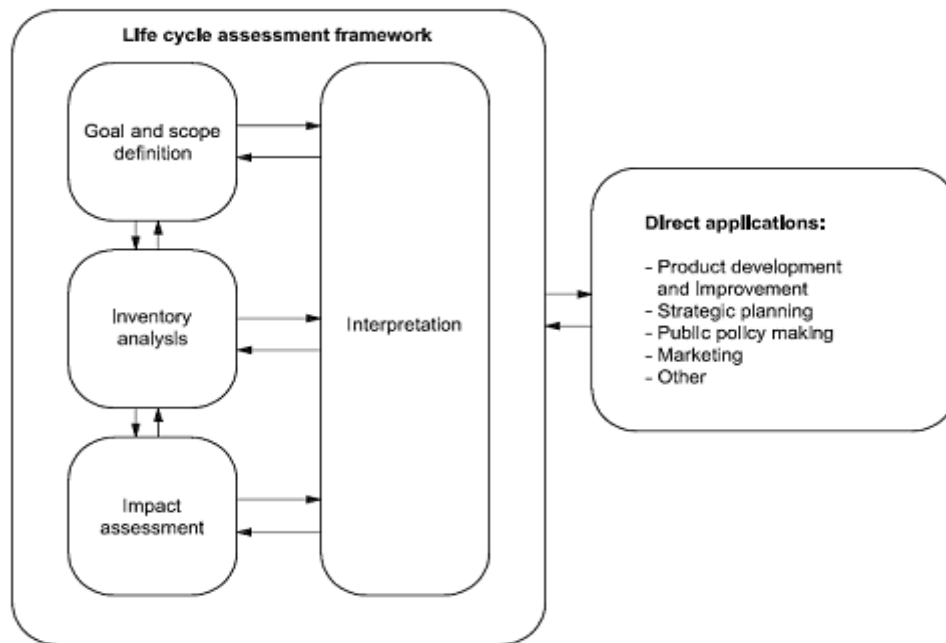 Life cycle assessment framework
Goal and scope
definition
Inventory
analysis
Impact
assessment
Interpretation
Direct applications:
- Product development
and improvement
- Strategic planning
- Public policy making
- Marketing
- Other